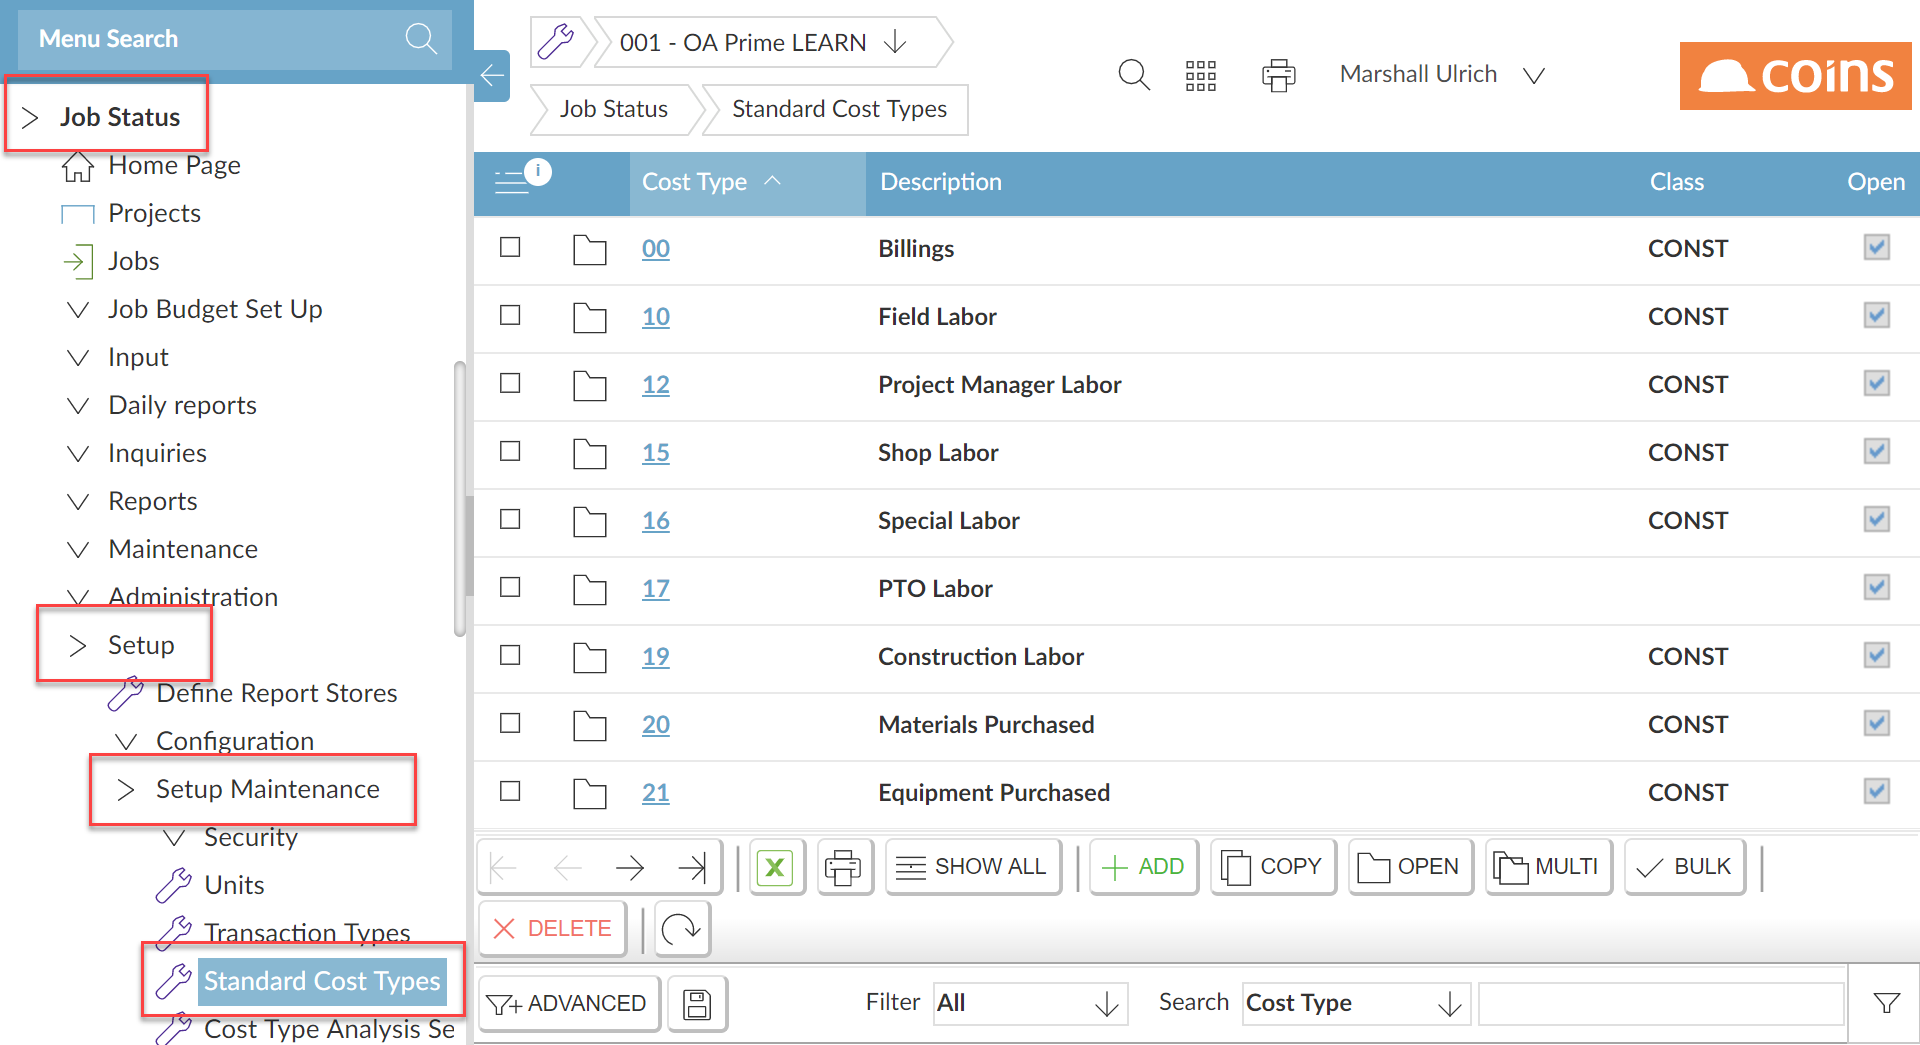 Menu Search
Job Status
Home Page
Projects
Jobs
Job Budget Set Up
Input
Daily reports
Inquiries
Reports
Maintenance
Administration
Setup
Define Report Stores
Configuration
Setup Maintenance
Security
Units
Transaction Types
Standard Cost Types
Cost Type Analysis Se
001 - OA Prime LEARN
Job Status
Standard Cost Types
Marshall Ulrich
coins
i
Cost Type Description Class Open
00 Billings CONST
10 Field Labor CONST
12 Project Manager Labor CONST
15 Shop Labor CONST
16 Special Labor CONST
17 PTO Labor
19 Construction Labor CONST
20 Materials Purchased CONST
21 Equipment Purchased CONST
X SHOW ALL ADD COPY OPEN MULTI BULK
DELETE
ADVANCED Filter All Search Cost Type